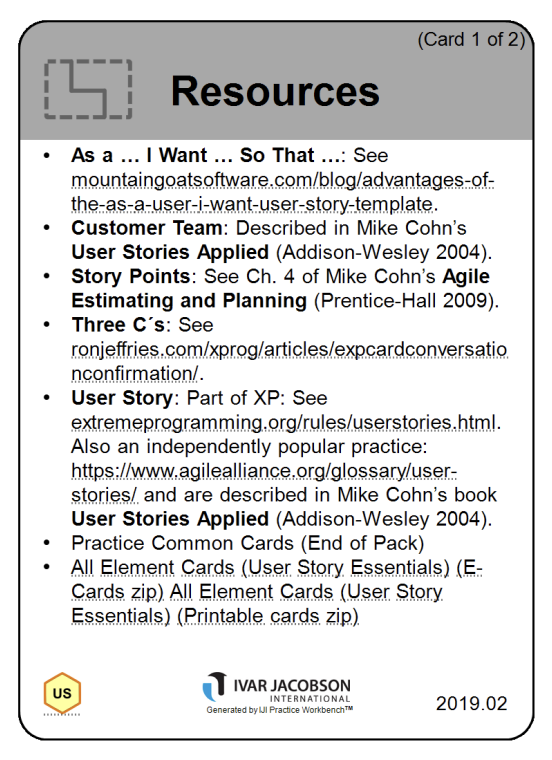 (Card 1 of 2)
Resources
• As a … I Want … So That …: See
mountaingoatsoftware.com/blog/advantages-of-
the-as-a-user-i-want-user-story-template.
• Customer Team: Described in Mike Cohn’s
User Stories Applied (Addison-Wesley 2004).
• Story Points: See Ch. 4 of Mike Cohn’s Agile
Estimating and Planning (Prentice-Hall 2009).
• Three C´s: See
ronjeffries.com/xprog/articles/expcardconversatio
nconfirmation/.
• User Story: Part of XP: See
extremeprogramming.org/rules/userstories.html.
Also an independently popular practice:
https://www.agilealliance.org/glossary/user-
stories/ and are described in Mike Cohn’s book
User Stories Applied (Addison-Wesley 2004).
• Practice Common Cards (End of Pack)
• All Element Cards (User Story Essentials) (E-
Cards zip) All Element Cards (User Story
Essentials) (Printable cards zip)
US
IVAR JACOBSON
INTERNATIONAL
Generated by IJI Practice Workbench™
2019.02